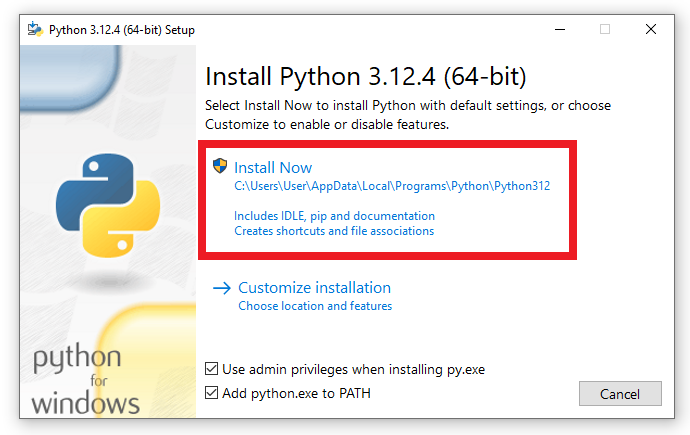 Python 3.12.4 (64-bit) Setup
Install Python 3.12.4 (64-bit)
Select Install Now to install Python with default settings, or choose
Customize to enable or disable features.
Install Now
C:\Users\User\AppData\Local\Programs\Python\Python312
Includes IDLE, pip and documentation
Creates shortcuts and file associations
Customize installation
Choose location and features
python
for
windows
Use admin privileges when installing py.exe
Add python.exe to PATH
Cancel